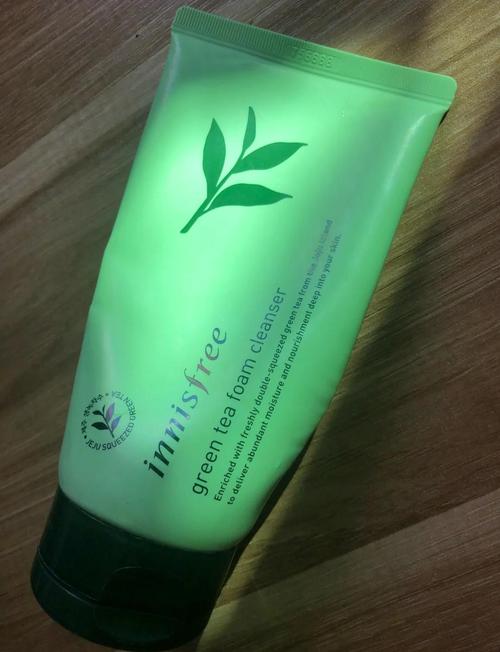 innisfree
green tea foam cleanser
Enriched with freshly double-squeezed green tea from the Jeju island
to deliver abundant moisture and nourishment deep into your skin.
JEJU SQUEEZED GREEN TEA